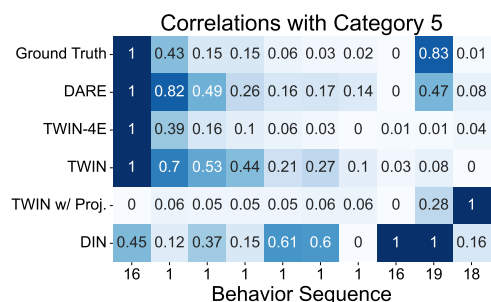 Correlations with Category 5
Ground Truth 1 0.43 0.15 0.15 0.06 0.03 0.02 0 0.83 0.01
DARE 1 0.82 0.49 0.26 0.16 0.17 0.14 0 0.47 0.08
TWIN-4E 1 0.39 0.16 0.1 0.06 0.03 0 0.01 0.01 0.04
TWIN 1 0.7 0.53 0.44 0.21 0.27 0.1 0.03 0.08 0
TWIN w/ Proj. 0 0.06 0.05 0.05 0.05 0.06 0.06 0 0.28 1
DIN 0.45 0.12 0.37 0.15 0.61 0.6 0 1 1 0.16
16 1 1 1 1 1 1 16 19 18
Behavior Sequence